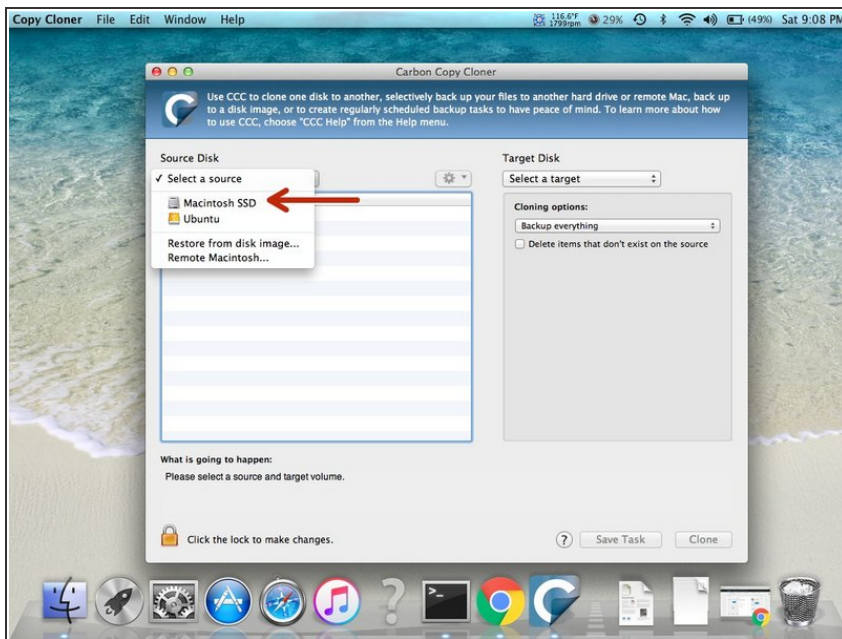 Copy Cloner File Edit Window Help 116.6°F 1799rpm 29% (49%) Sat 9:08 PM
Carbon Copy Cloner
Use CCC to clone one disk to another, selectively back up your files to another hard drive or remote Mac, back up
to a disk image, or to create regularly scheduled backup tasks to have peace of mind. To learn more about how
to use CCC, choose "CCC Help" from the Help menu.
Source Disk
✓ Select a source
Macintosh SSD
Ubuntu
Restore from disk image...
Remote Macintosh...
Target Disk
Select a target
Cloning options:
Backup everything
Delete items that don't exist on the source
What is going to happen:
Please select a source and target volume.
Click the lock to make changes.
? Save Task Clone